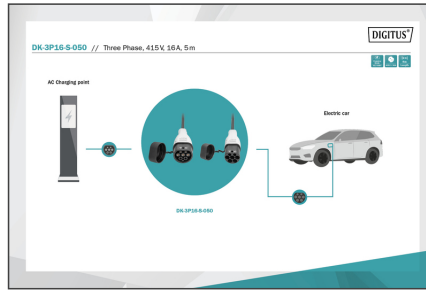 DIGITUS®
DK-3P16-S-050 // Three Phase, 415 V, 16 A, 5 m
AC Charging point
Electric car
DK-3P16-S-050